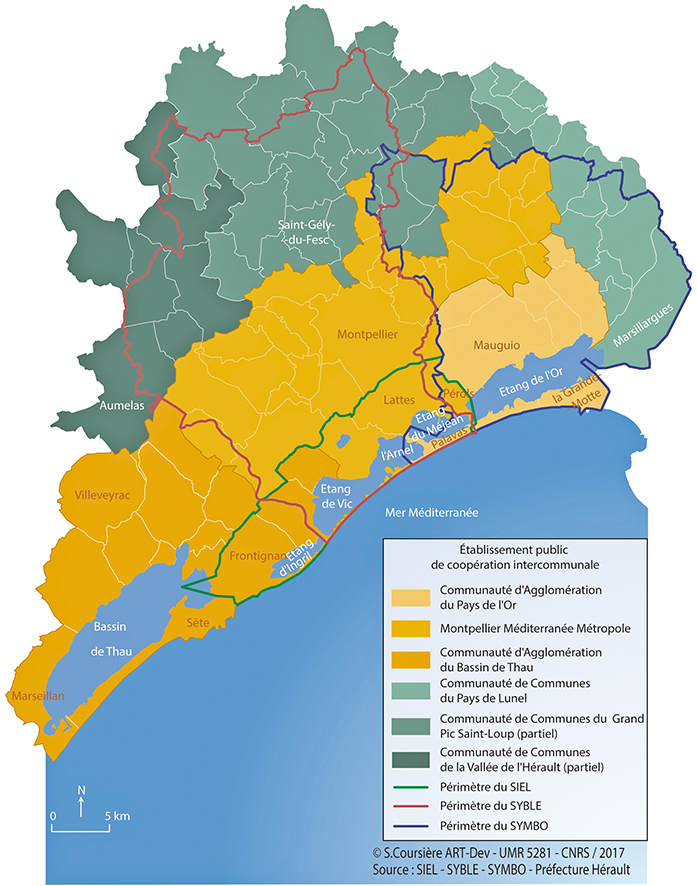 Saint-Gély-
-du-Fesc
Montpellier
Mauguio
Marsillargues
Etang de l'Or
la Grande-
Motte
Aumelas
Lattes
Pérols
Etang
du Méjean
Palavas
l'Arnel
Villeveyrac
Etang
de Vic
Mer Méditerranée
Frontignan
Etang
d'Ingril
Bassin
de Thau
Sète
Marseillan
Établissement public
de coopération intercommunale
Communauté d'Agglomération
du Pays de l'Or
Montpellier Méditerranée Métropole
Communauté d'Agglomération
du Bassin de Thau
Communauté de Communes
du Pays de Lunel
Communauté de Communes du Grand
Pic Saint-Loup (partiel)
Communauté de Communes
de la Vallée de l'Hérault (partiel)
Périmètre du SIEL
Périmètre du SYBLE
Périmètre du SYMBO
N
0 5 km
© S.Coursière ART-Dev - UMR 5281 - CNRS / 2017
Source : SIEL - SYBLE - SYMBO - Préfecture Hérault